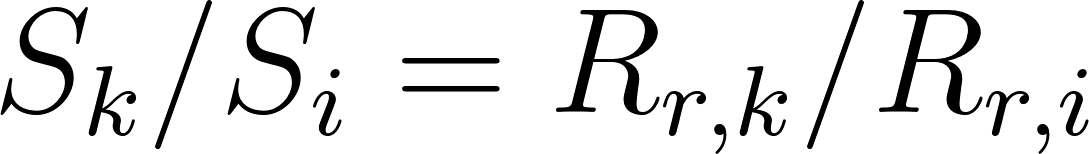 S_k/S_i = R_{r,k}/R_{r,i}